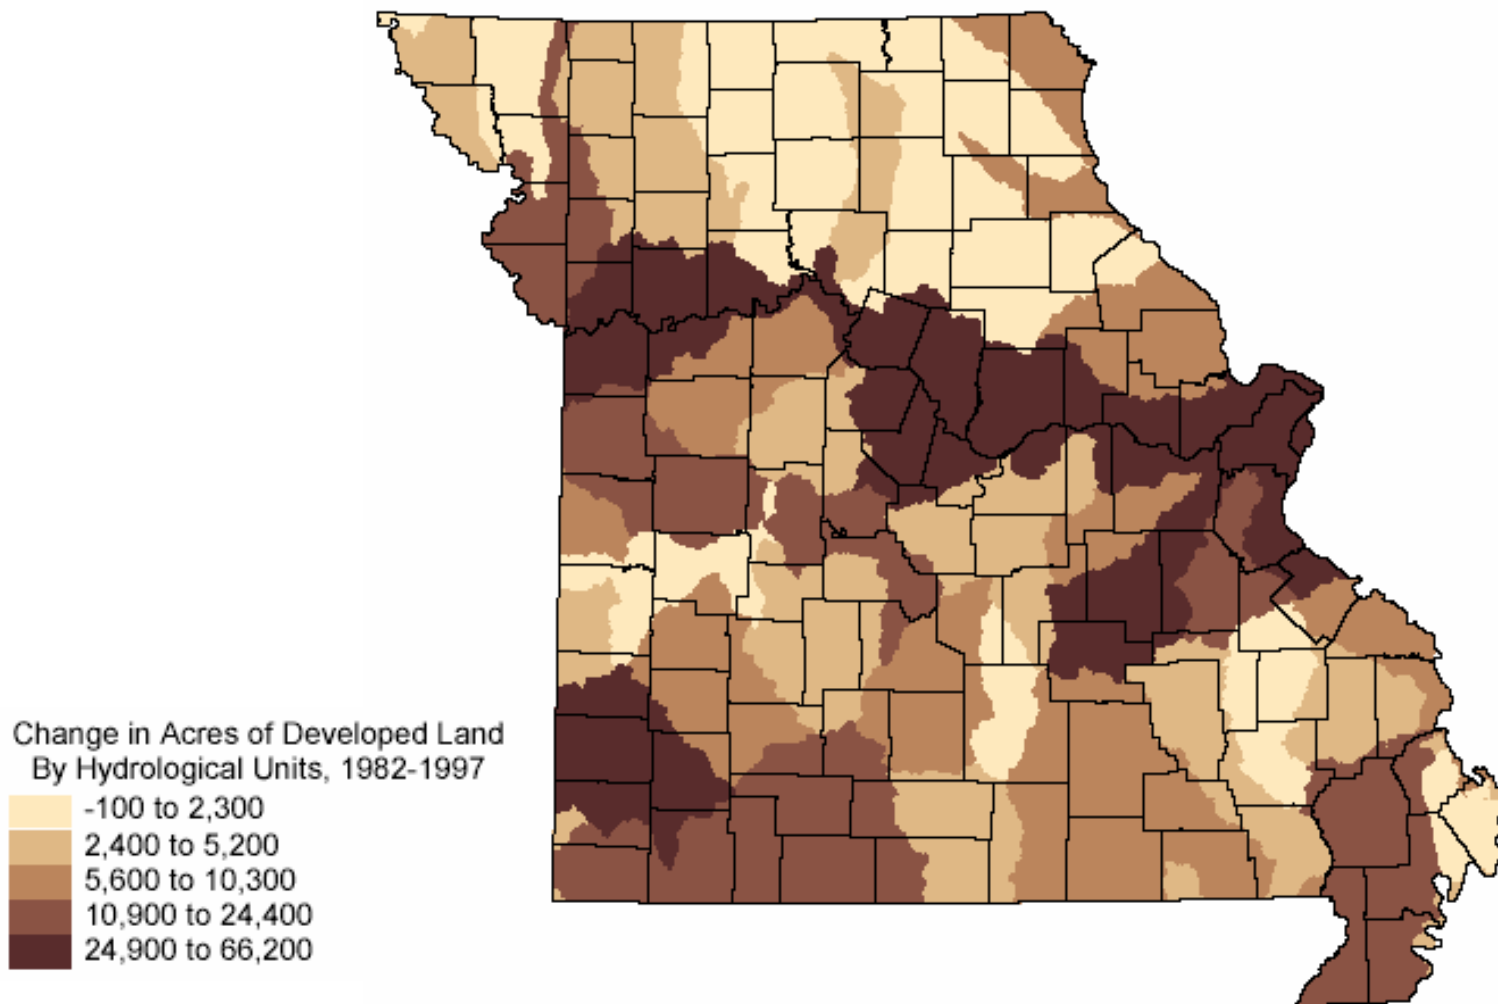 Change in Acres of Developed Land
By Hydrological Units, 1982-1997
-100 to 2,300
2,400 to 5,200
5,600 to 10,300
10,900 to 24,400
24,900 to 66,200